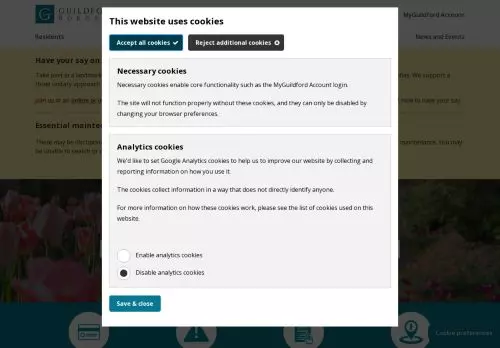 This website uses cookies
Accept all cookies
Reject additional cookies
Necessary cookies
Necessary cookies enable core functionality such as the MyGuildford Account login.
The site will not function properly without these cookies, and they can only be disabled by
changing your browser preferences.
Analytics cookies
We'd like to set Google Analytics cookies to help us to improve our website by collecting and
reporting information on how you use it.
The cookies collect information in a way that does not directly identify anyone.
For more information on how these cookies work, please see the list of cookies used on this
website.
Enable analytics cookies
Disable analytics cookies
Save & close
MyGuildford Account
Residents
News and Events
Have your say on
Cookie preferences